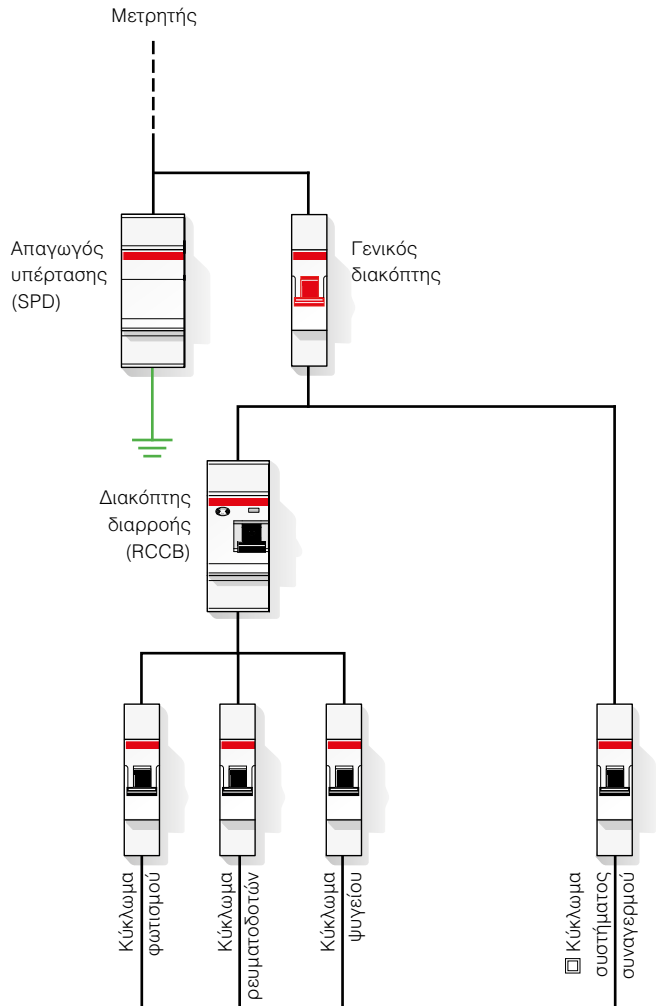 Μετρητής
Απαγωγός
υπέρτασης
(SPD)
Γενικός
διακόπτης
Διακόπτης
διαρροής
(RCCB)
Κύκλωμα
φωτισμού
Κύκλωμα
ρευματοδοτών
Κύκλωμα
ψυγείου
Κύκλωμα
συστήματος
συναγερμού